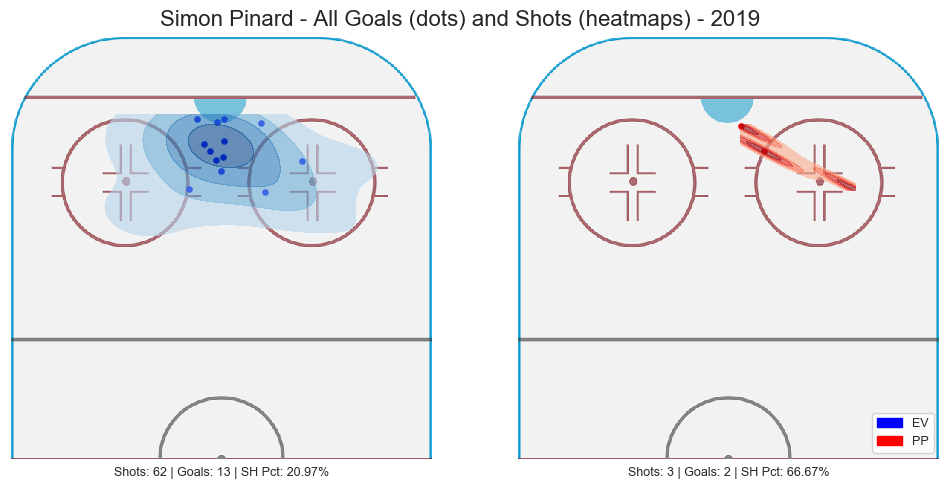 Simon Pinard - All Goals (dots) and Shots (heatmaps) - 2019
EV
PP
Shots: 62 | Goals: 13 | SH Pct: 20.97%
Shots: 3 | Goals: 2 | SH Pct: 66.67%